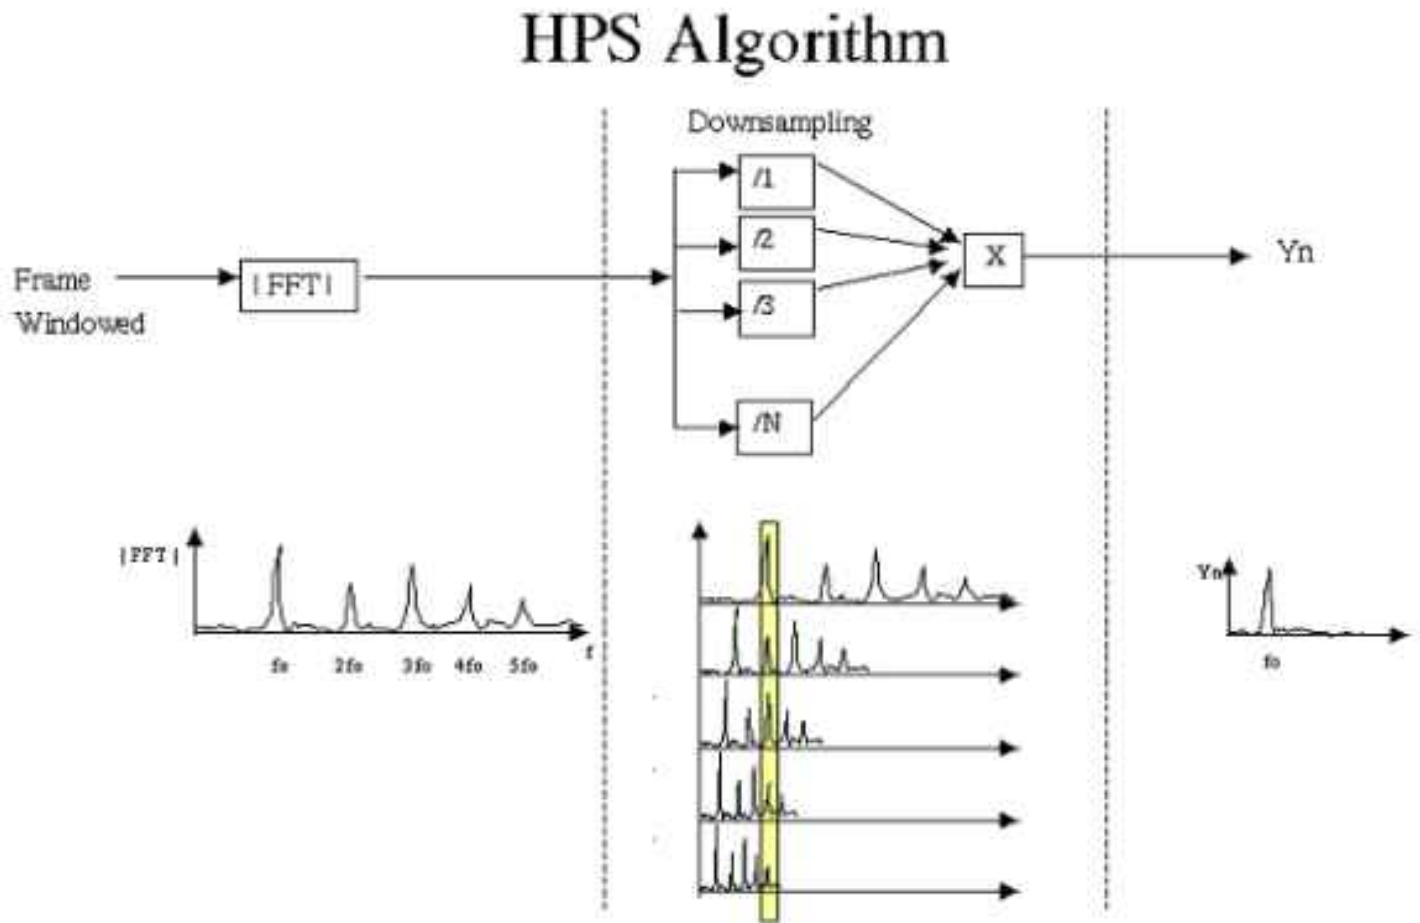 HPS Algorithm
Downsampling
/1
/2
/3
/N
X
Yn
Frame
Windowed
|FFT|
|FFT|
fo
2fo
3fo
4fo
5fo
f
Yn
fo